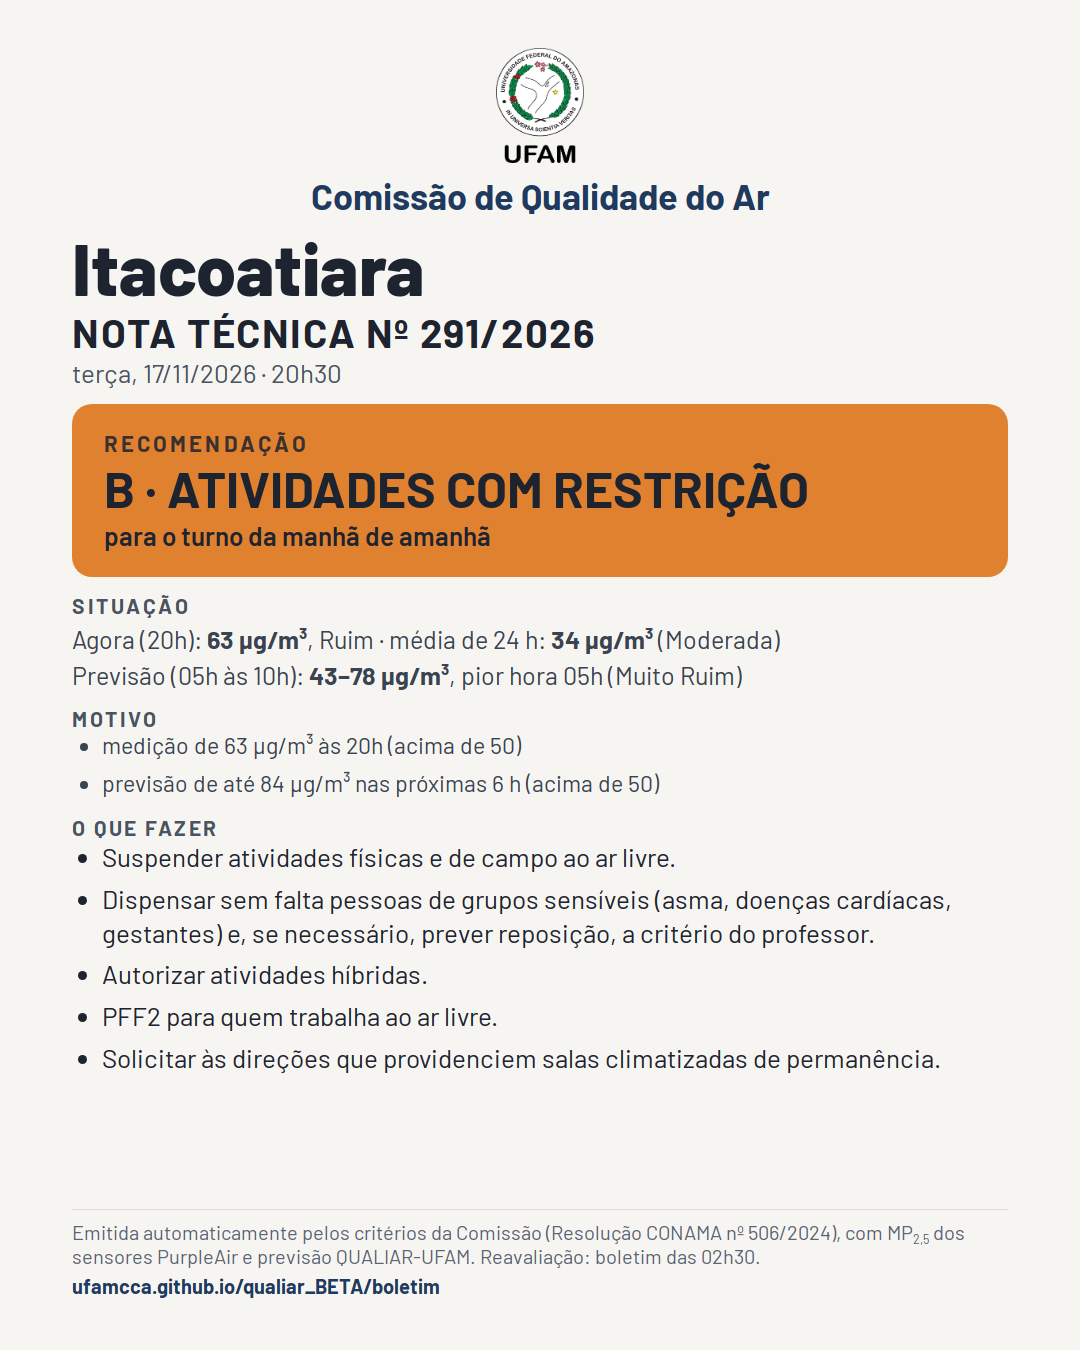 UNIVERSIDADE FEDERAL DO AMAZONAS
IN UNIVERSA SCIENTIA VERITAS
UFAM
Comissão de Qualidade do Ar
Itacoatiara
NOTA TÉCNICA Nº 291/2026
terça, 17/11/2026 · 20h30
RECOMENDAÇÃO
B · ATIVIDADES COM RESTRIÇÃO
para o turno da manhã de amanhã
SITUAÇÃO
Agora (20h): 63 µg/m³, Ruim · média de 24 h: 34 µg/m³ (Moderada)
Previsão (05h às 10h): 43–78 µg/m³, pior hora 05h (Muito Ruim)
MOTIVO
• medição de 63 µg/m³ às 20h (acima de 50)
• previsão de até 84 µg/m³ nas próximas 6 h (acima de 50)
O QUE FAZER
• Suspender atividades físicas e de campo ao ar livre.
• Dispensar sem falta pessoas de grupos sensíveis (asma, doenças cardíacas,
gestantes) e, se necessário, prever reposição, a critério do professor.
• Autorizar atividades híbridas.
• PFF2 para quem trabalha ao ar livre.
• Solicitar às direções que providenciem salas climatizadas de permanência.
Emitida automaticamente pelos critérios da Comissão (Resolução CONAMA nº 506/2024), com MP2,5 dos
sensores PurpleAir e previsão QUALIAR-UFAM. Reavaliação: boletim das 02h30.
ufamcca.github.io/qualiar_BETA/boletim